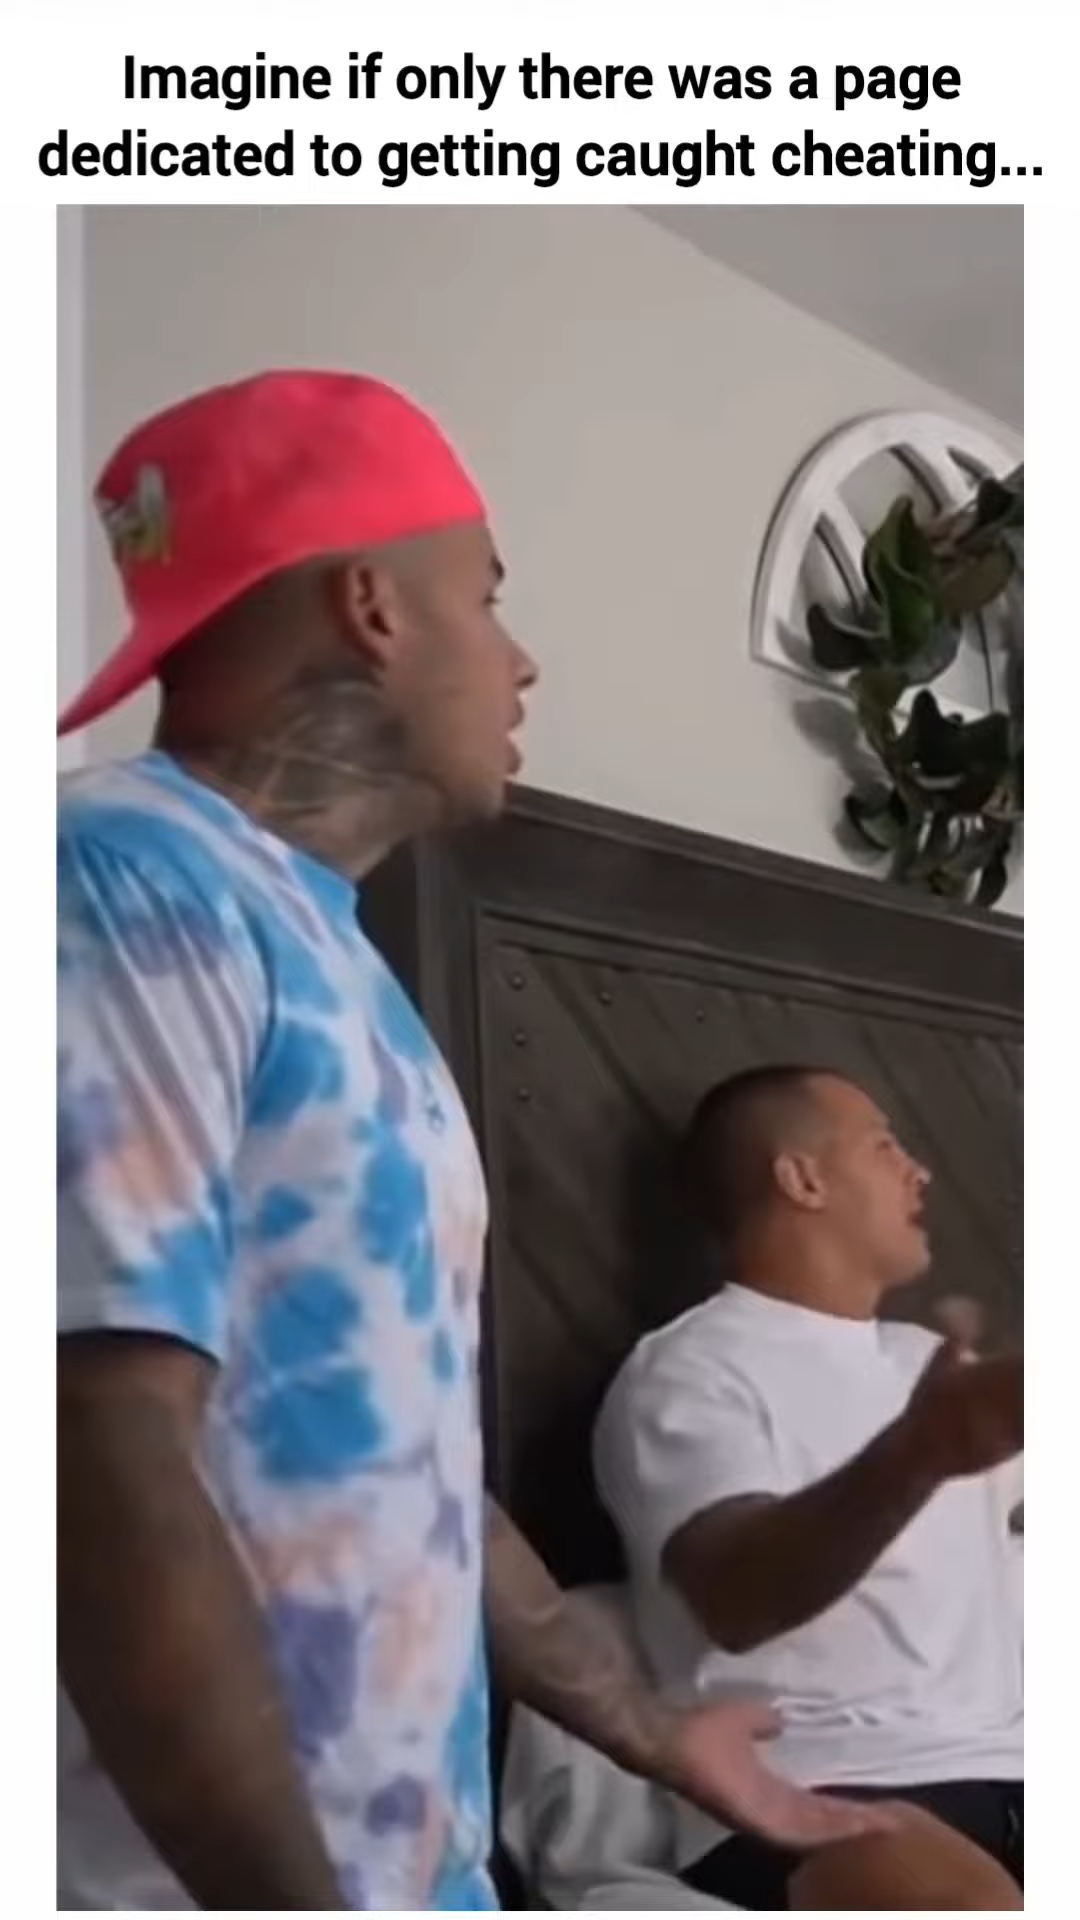 Imagine if only there was a page
dedicated to getting caught cheating...